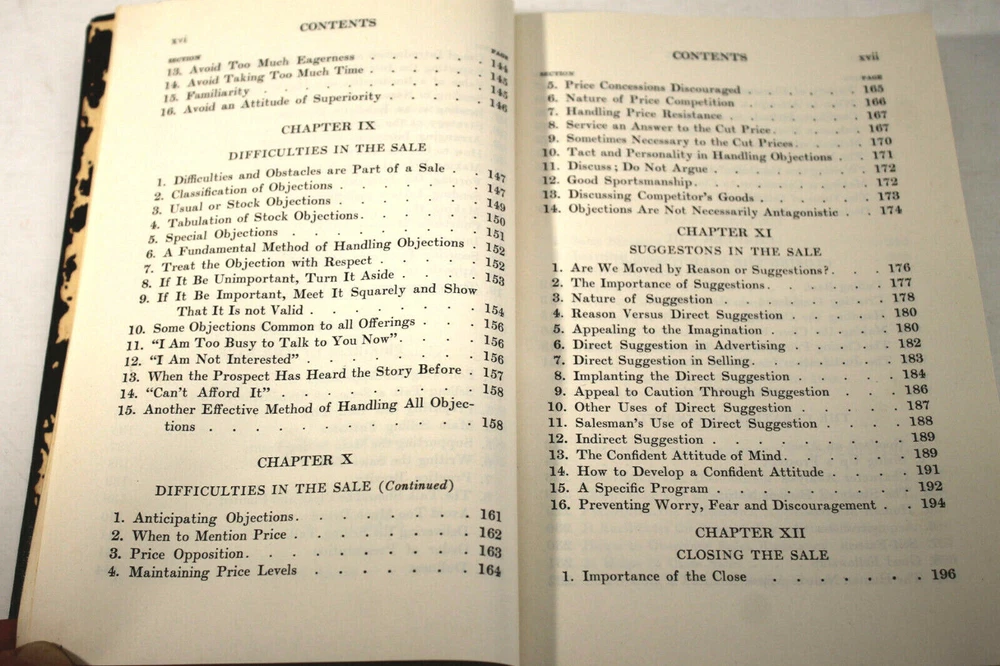 xvi
CONTENTS
SECTION PAGE
13. Avoid Too Much Eagerness . . . . . . 144
14. Avoid Taking Too Much Time . . . . . 145
15. Familiarity . . . . . . . . . 145
16. Avoid an Attitude of Superiority . . . . . 146
CHAPTER IX
DIFFICULTIES IN THE SALE
1. Difficulties and Obstacles are Part of a Sale . . 147
2. Classification of Objections . . . . . . 147
3. Usual or Stock Objections . . . . . . 149
4. Tabulation of Stock Objections. . . . . . 150
5. Special Objections . . . . . . . . 151
6. A Fundamental Method of Handling Objections . 152
7. Treat the Objection with Respect . . . . . 152
8. If It Be Unimportant, Turn It Aside . . . . 153
9. If It Be Important, Meet It Squarely and Show
That It Is not Valid . . . . . . . 154
10. Some Objections Common to all Offerings . . . 156
11. "I Am Too Busy to Talk to You Now". . . . . 156
12. "I Am Not Interested" . . . . . . . 156
13. When the Prospect Has Heard the Story Before . 157
14. "Can't Afford It" . . . . . . . . 158
15. Another Effective Method of Handling All Objec-
tions . . . . . . . . . . . 158
CHAPTER X
DIFFICULTIES IN THE SALE (Continued)
1. Anticipating Objections. . . . . . . . 161
2. When to Mention Price . . . . . . . . 162
3. Price Opposition. . . . . . . . . . 163
4. Maintaining Price Levels . . . . . . . 164
CONTENTS
xvii
SECTION PAGE
5. Price Concessions Discouraged . . . . . . 165
6. Nature of Price Competition . . . . . . 166
7. Handling Price Resistance . . . . . . . 167
8. Service an Answer to the Cut Price. . . . . 167
9. Sometimes Necessary to the Cut Prices. . . . 170
10. Tact and Personality in Handling Objections . . 171
11. Discuss; Do Not Argue . . . . . . . 172
12. Good Sportsmanship. . . . . . . . . 172
13. Discussing Competitor's Goods . . . . . . 173
14. Objections Are Not Necessarily Antagonistic . . 174
CHAPTER XI
SUGGESTONS IN THE SALE
1. Are We Moved by Reason or Suggestions?. . . 176
2. The Importance of Suggestions. . . . . . 177
3. Nature of Suggestion . . . . . . . . 178
4. Reason Versus Direct Suggestion . . . . . 180
5. Appealing to the Imagination . . . . . . 180
6. Direct Suggestion in Advertising . . . . . 182
7. Direct Suggestion in Selling. . . . . . . 183
8. Implanting the Direct Suggestion . . . . . 184
9. Appeal to Caution Through Suggestion . . . . 186
10. Other Uses of Direct Suggestion . . . . . 187
11. Salesman's Use of Direct Suggestion . . . . 188
12. Indirect Suggestion . . . . . . . . 189
13. The Confident Attitude of Mind. . . . . . 189
14. How to Develop a Confident Attitude . . . . 191
15. A Specific Program . . . . . . . . 192
16. Preventing Worry, Fear and Discouragement . . 194
CHAPTER XII
CLOSING THE SALE
1. Importance of the Close . . . . . . . 196